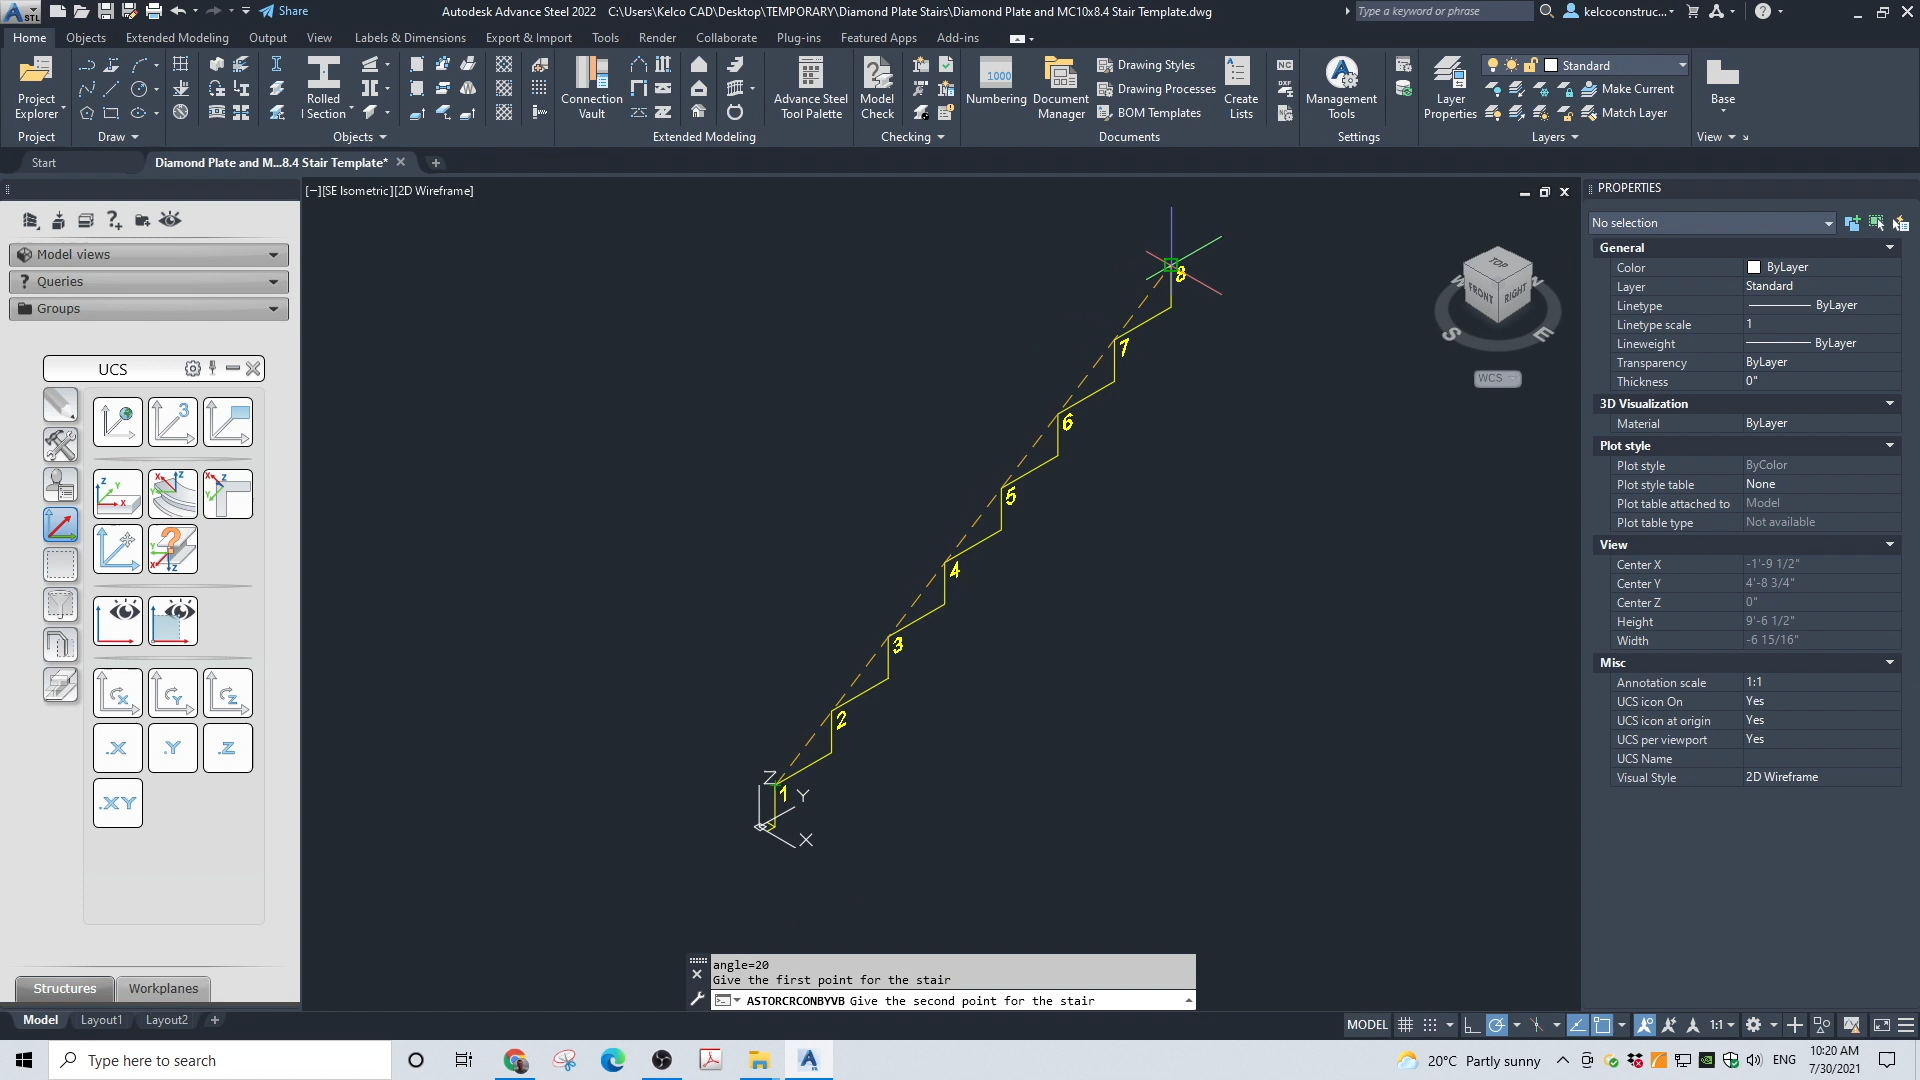 STL
Share
Autodesk Advance Steel 2022 C:\Users\Kelco CAD\Desktop\TEMPORARY\Diamond Plate Stairs\Diamond Plate and MC10x8.4 Stair Template.dwg
Type a keyword or phrase
kelcoconstruc...
Home Objects Extended Modeling Output View Labels & Dimensions Export & Import Tools Render Collaborate Plug-ins Featured Apps Add-ins
Project Explorer
Rolled I Section
Connection Vault
Advance Steel Tool Palette
Model Check
1000
Numbering
Document Manager
Drawing Styles
Drawing Processes
BOM Templates
Create Lists
NC
DXF
Management Tools
Layer Properties
Standard
Make Current
Match Layer
Base
Project Draw Objects Extended Modeling Checking Documents Settings Layers View
Start
Diamond Plate and M...8.4 Stair Template*
[−][SE Isometric][2D Wireframe]
Model views
Queries
Groups
UCS
3
Z Y X
X Z Y
X Z Y
X Y Z
.X .Y .Z
.XY
Structures Workplanes
8
7
6
5
4
3
2
1
Z
Y
X
TOP
FRONT RIGHT
W N
S E
WCS
PROPERTIES
No selection
General
Color ByLayer
Layer Standard
Linetype ByLayer
Linetype scale 1
Lineweight ByLayer
Transparency ByLayer
Thickness 0"
3D Visualization
Material ByLayer
Plot style
Plot style ByColor
Plot style table None
Plot table attached to Model
Plot table type Not available
View
Center X -1'-9 1/2"
Center Y 4'-8 3/4"
Center Z 0"
Height 9'-6 1/2"
Width -6 15/16"
Misc
Annotation scale 1:1
UCS icon On Yes
UCS icon at origin Yes
UCS per viewport Yes
UCS Name
Visual Style 2D Wireframe
angle=20
Give the first point for the stair
ASTORCRCONBYVB Give the second point for the stair
Model Layout1 Layout2
MODEL 1:1
Type here to search
20°C Partly sunny
ENG
10:20 AM
7/30/2021